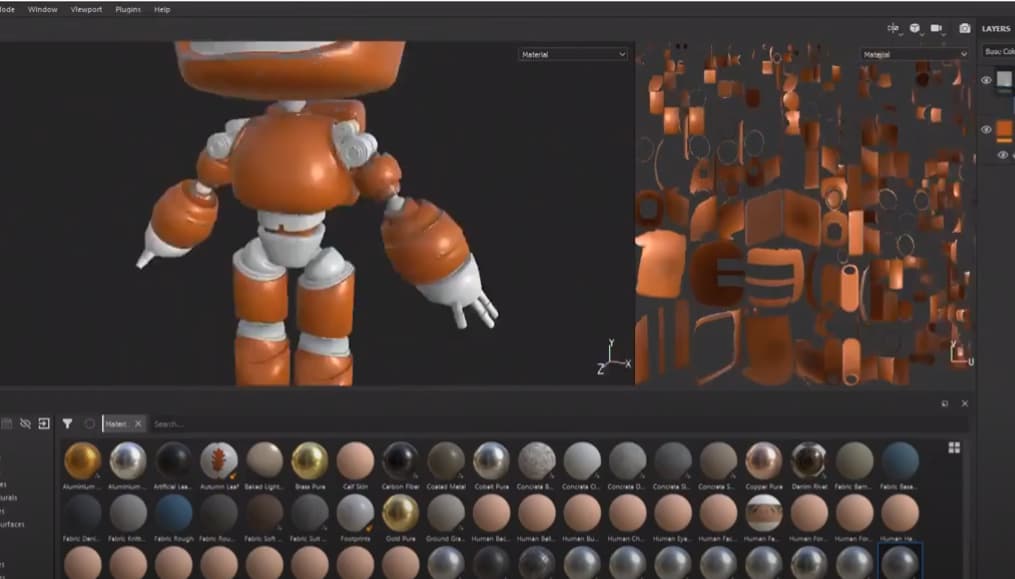 Mode Window Viewport Plugins Help
LAYERS
Material
Material
Base Col
Materi... X Search...
Aluminium ... Aluminium ... Artificial Lea... Autumn Leaf Baked Light... Brass Pure Calf Skin Carbon Fiber Coated Metal Cobalt Pure Concrete B... Concrete Cl... Concrete D... Concrete Si... Concrete S... Copper Pure Denim Rivet Fabric Bam... Fabric Base...
Fabric Deni... Fabric Knitt... Fabric Rough Fabric Rou... Fabric Soft ... Fabric Suit ... Footprints Gold Pure Ground Gra... Human Bac... Human Bell... Human Bu... Human Ch... Human Eye... Human Fac... Human Fe... Human For... Human For... Human He...
urals
urfaces
Y
Z X
U